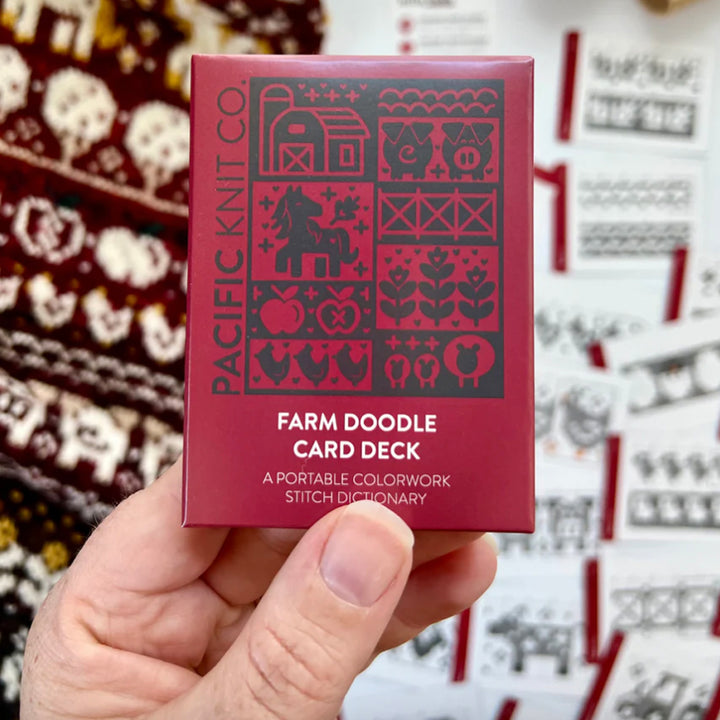 PACIFIC KNIT CO.
FARM DOODLE
CARD DECK
A PORTABLE COLORWORK
STITCH DICTIONARY